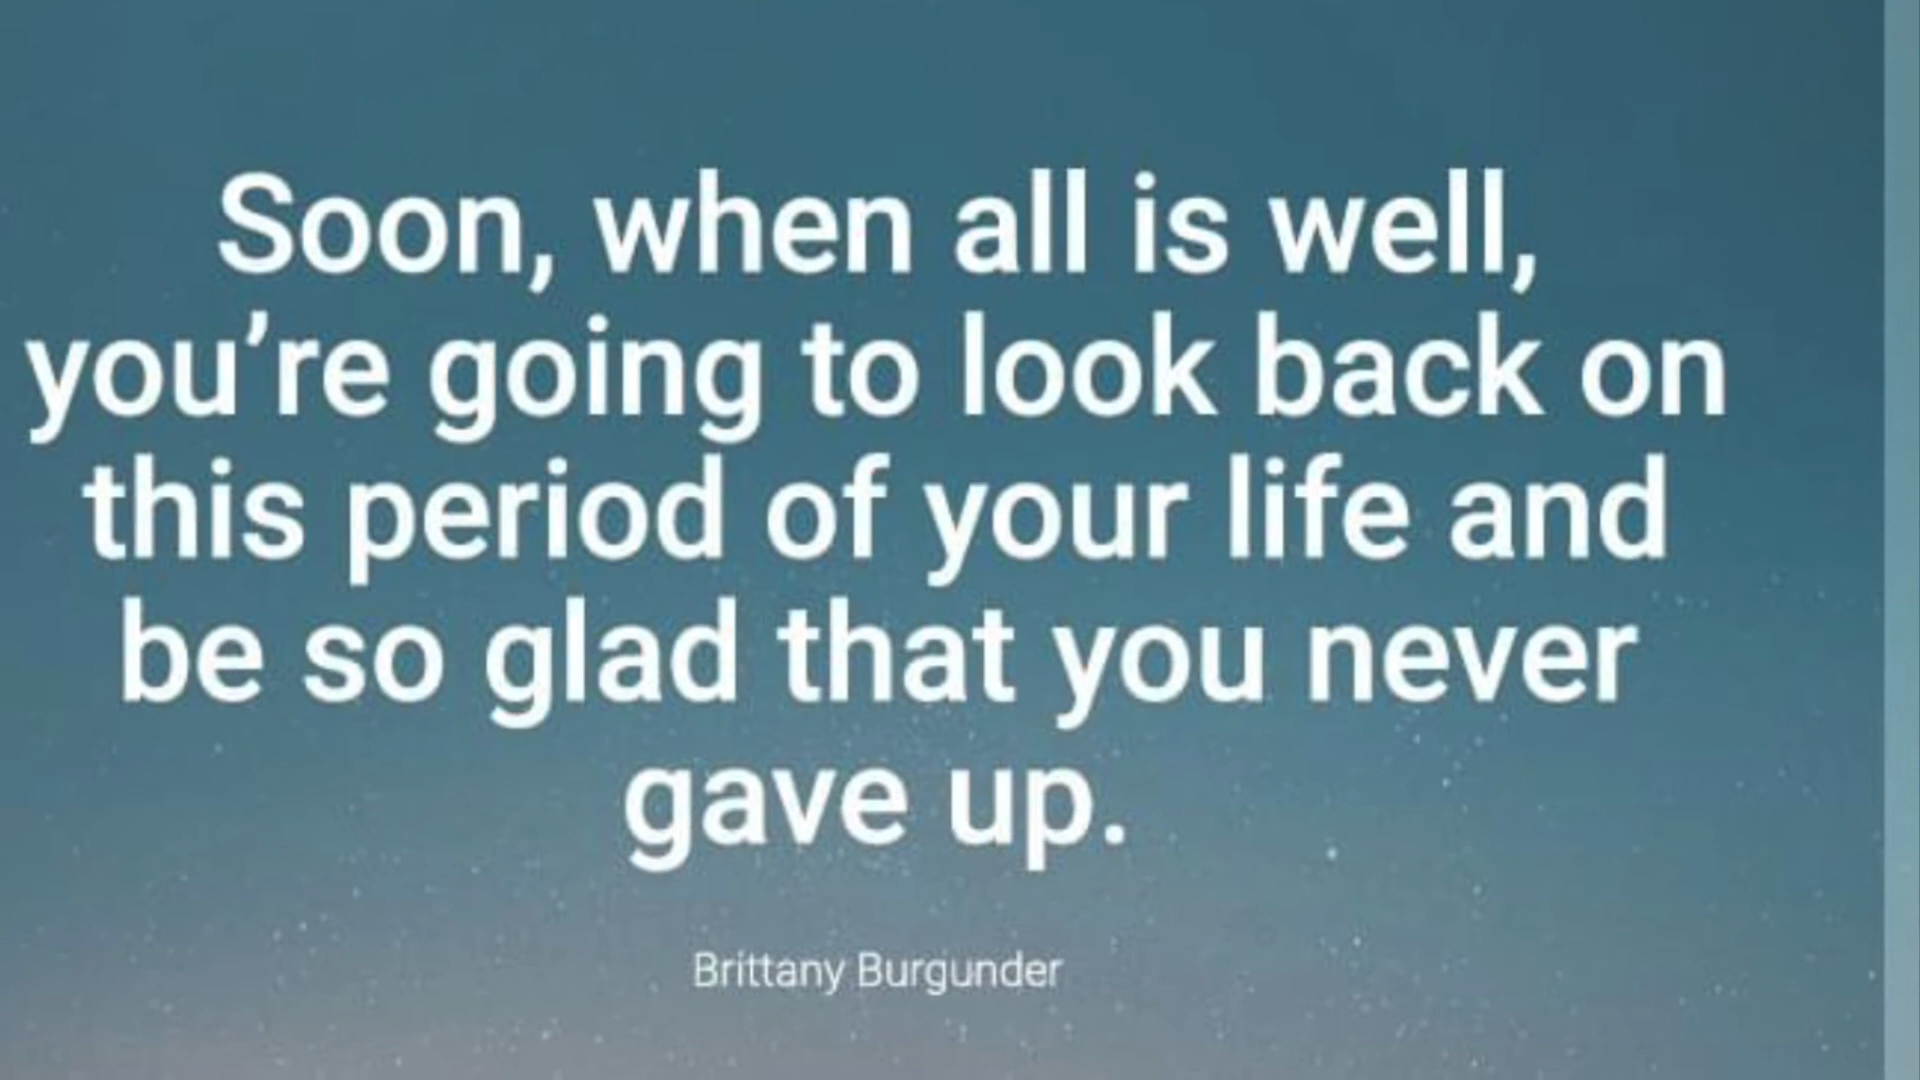 Soon, when all is well,
you’re going to look back on
this period of your life and
be so glad that you never
gave up.
Brittany Burgunder